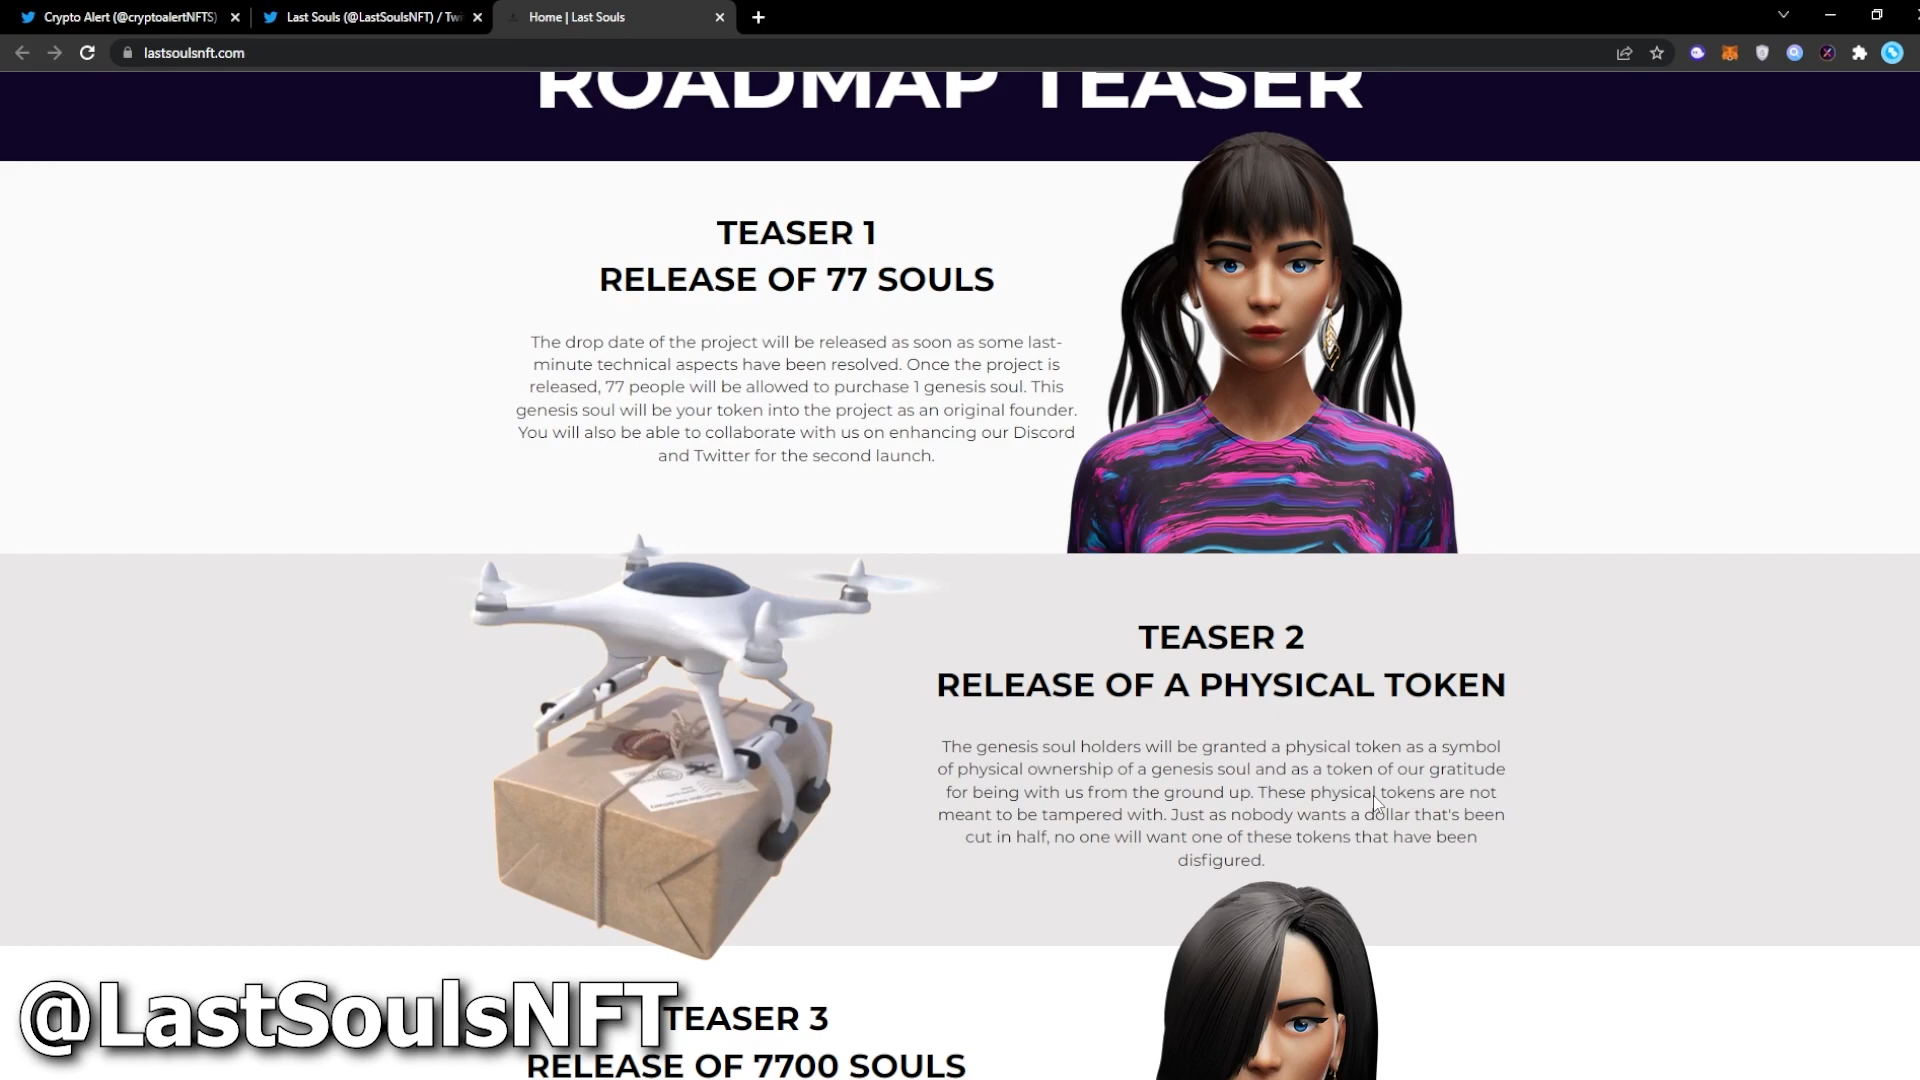 Crypto Alert (@cryptoalertNFTS)
Last Souls (@LastSoulsNFT) / Twi
Home | Last Souls
lastsoulsnft.com
ROADMAP TEASER
TEASER 1
RELEASE OF 77 SOULS
The drop date of the project will be released as soon as some last-
minute technical aspects have been resolved. Once the project is
released, 77 people will be allowed to purchase 1 genesis soul. This
genesis soul will be your token into the project as an original founder.
You will also be able to collaborate with us on enhancing our Discord
and Twitter for the second launch.
TEASER 2
RELEASE OF A PHYSICAL TOKEN
The genesis soul holders will be granted a physical token as a symbol
of physical ownership of a genesis soul and as a token of our gratitude
for being with us from the ground up. These physical tokens are not
meant to be tampered with. Just as nobody wants a dollar that's been
cut in half, no one will want one of these tokens that have been
disfigured.
@LastSoulsNFT
TEASER 3
RELEASE OF 7700 SOULS